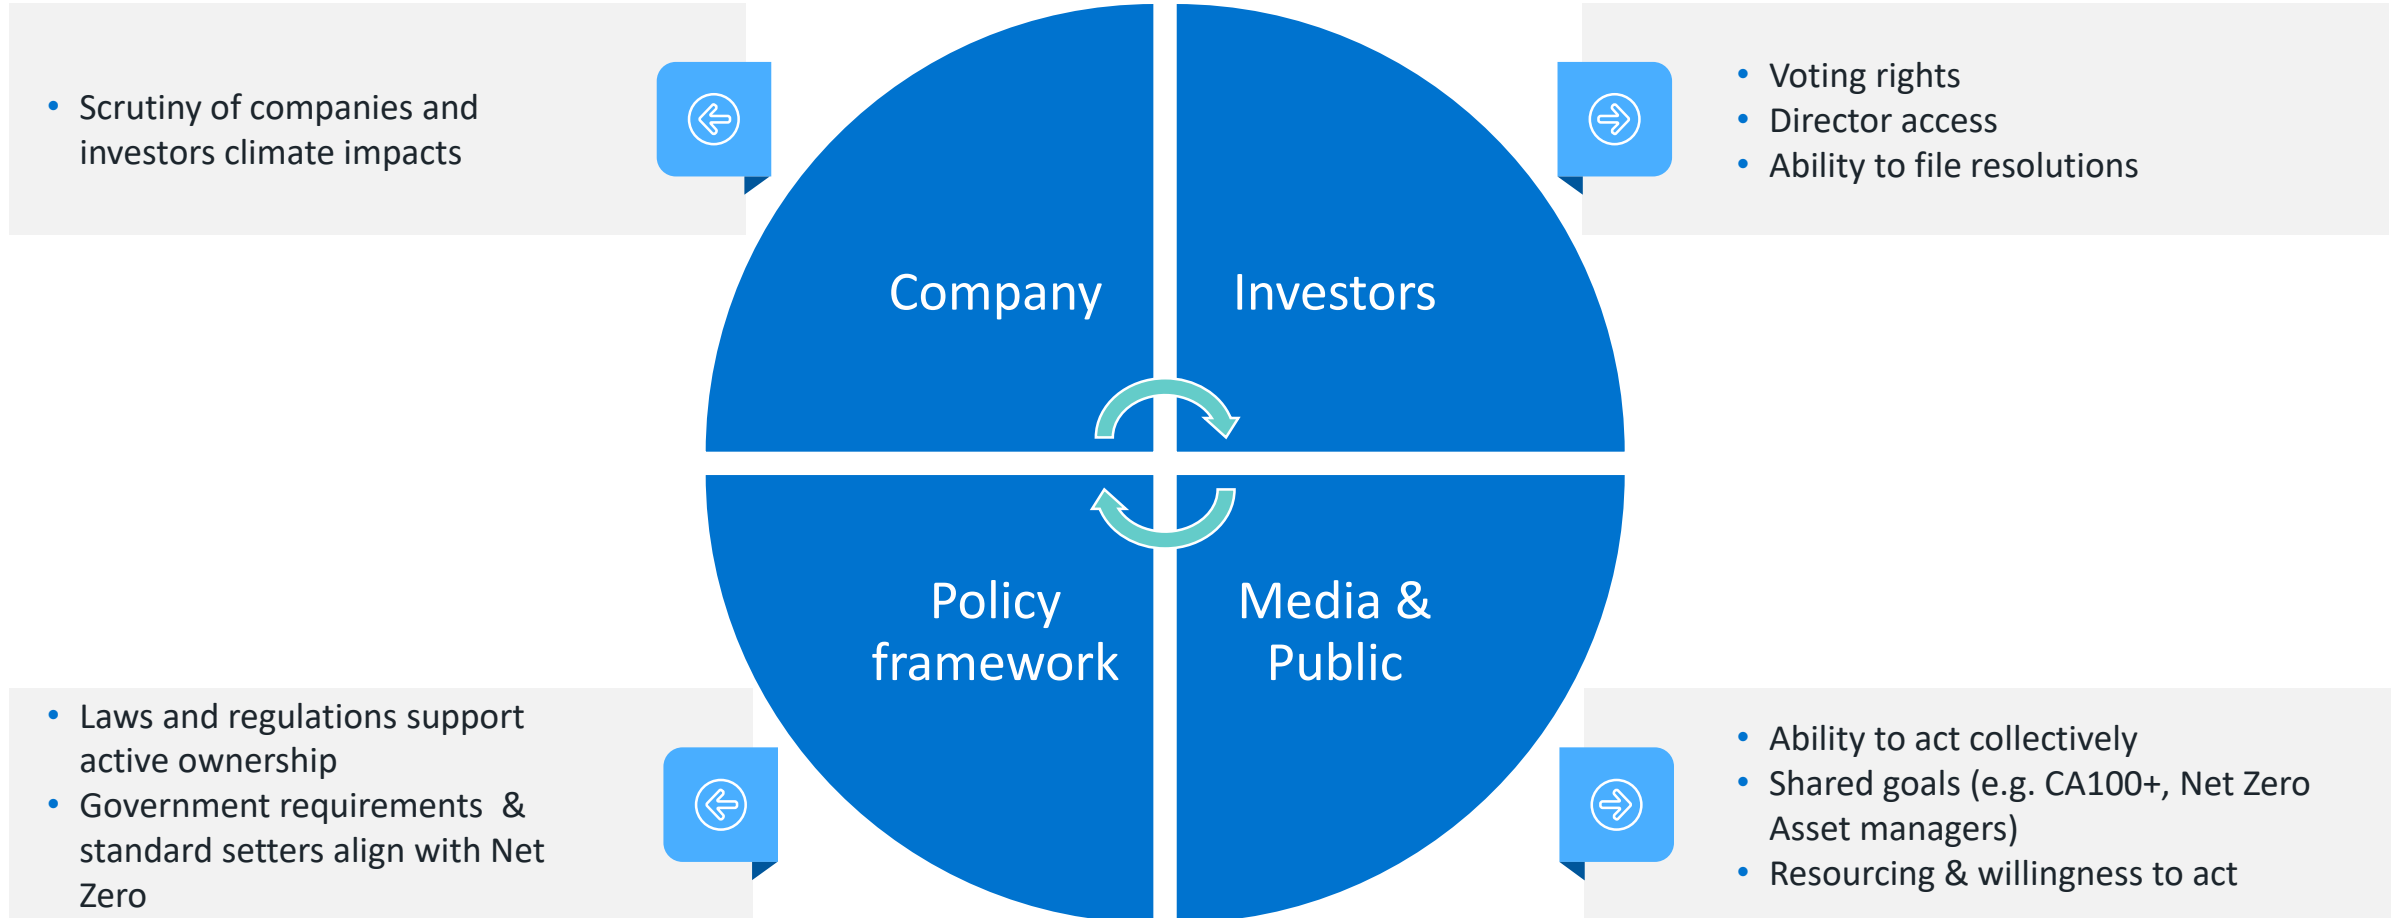 • Scrutiny of companies and
investors climate impacts
• Voting rights
• Director access
• Ability to file resolutions
Company
Investors
Policy
framework
Media &
Public
• Laws and regulations support
active ownership
• Government requirements  &
standard setters align with Net
Zero
• Ability to act collectively
• Shared goals (e.g. CA100+, Net Zero
Asset managers)
• Resourcing & willingness to act